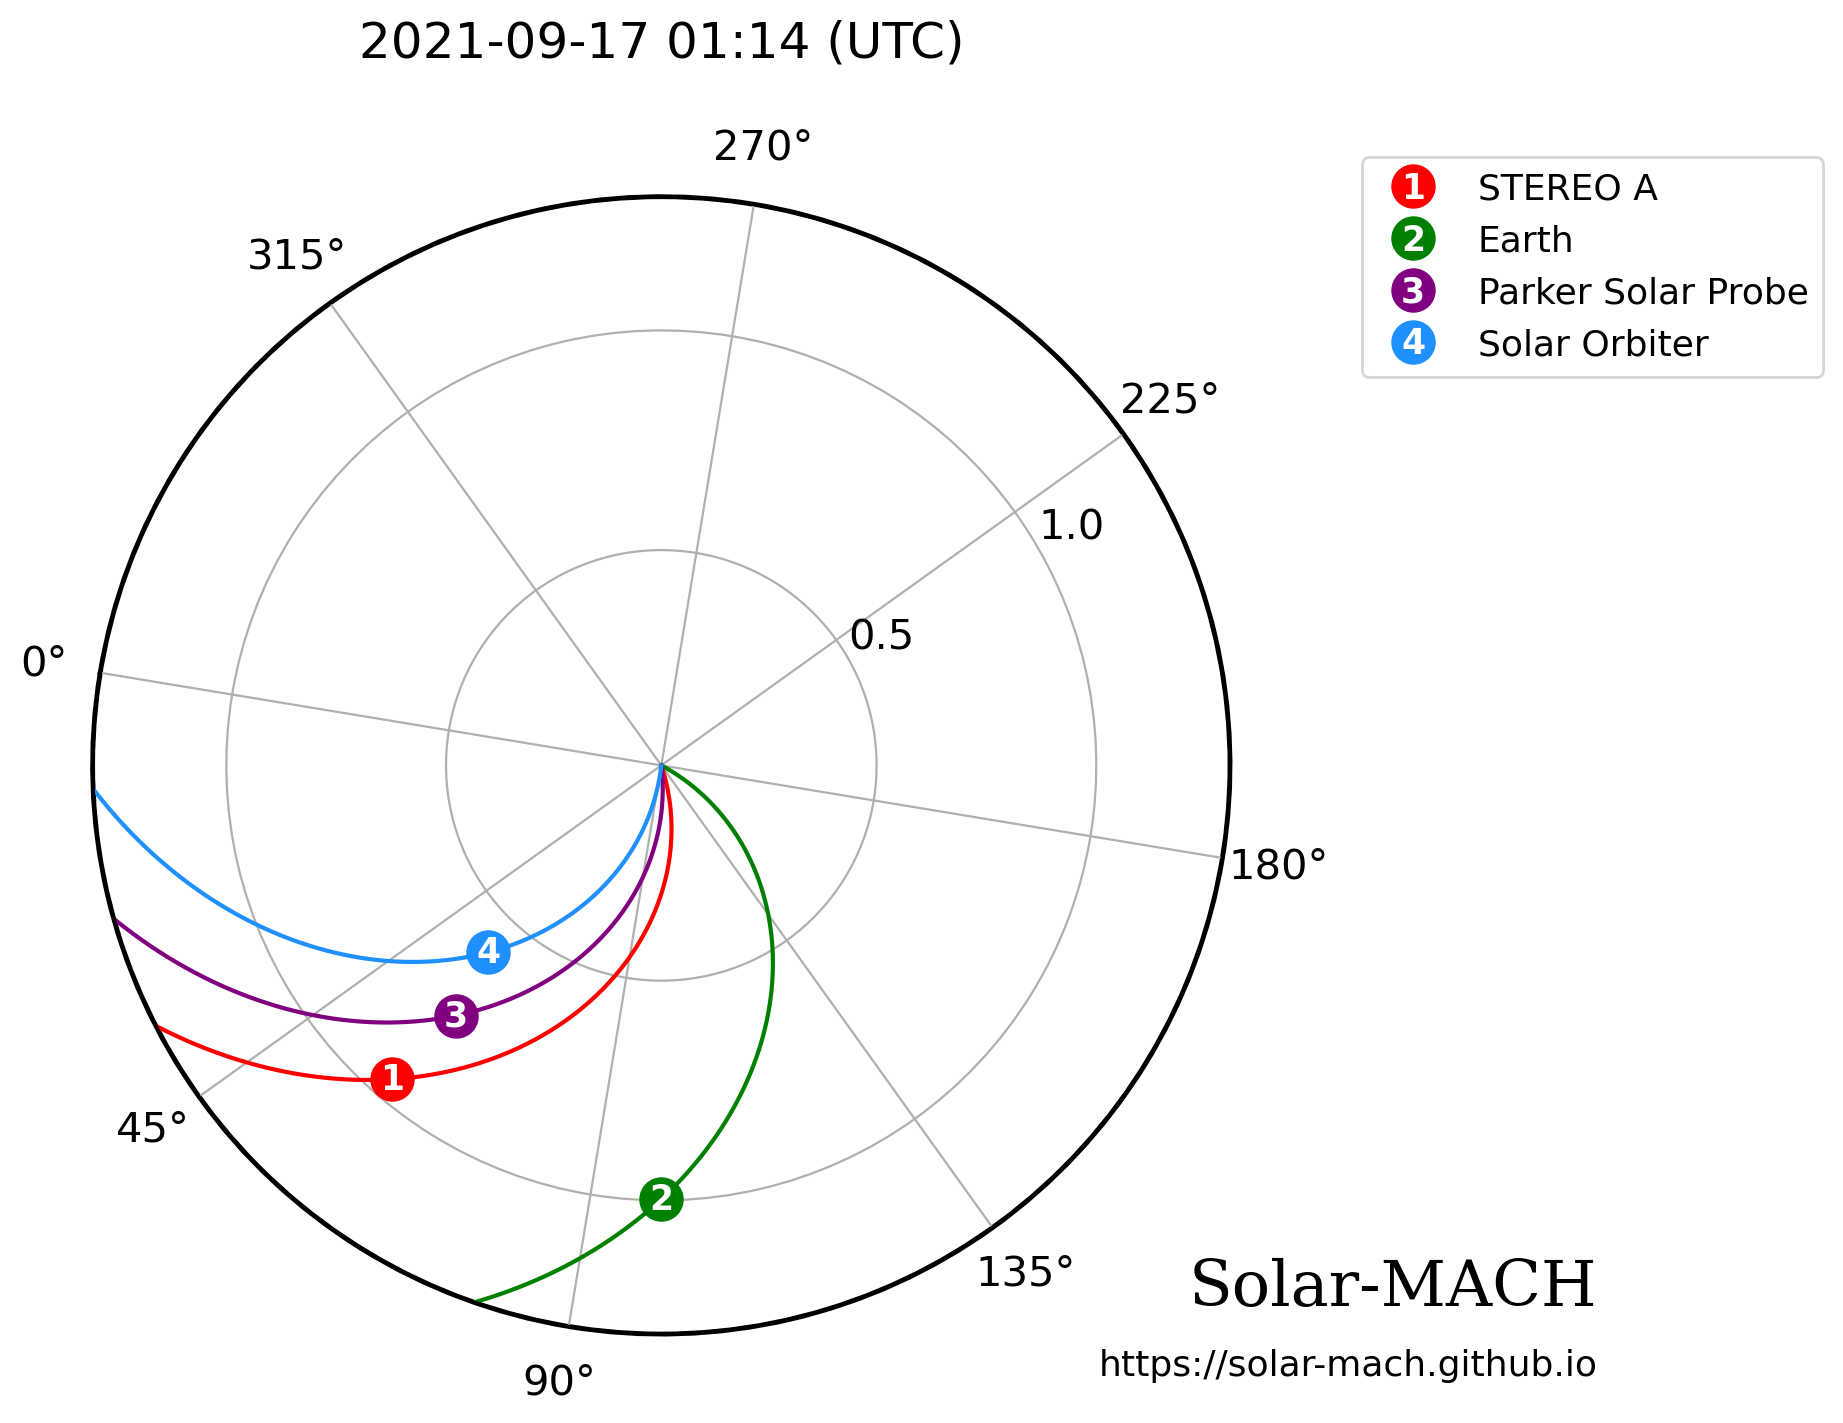 2021-09-17 01:14 (UTC)
270°
315°
225°
1.0
0.5
0°
180°
45°
135°
90°
1 STEREO A
2 Earth
3 Parker Solar Probe
4 Solar Orbiter
4
3
1
2
Solar-MACH
https://solar-mach.github.io